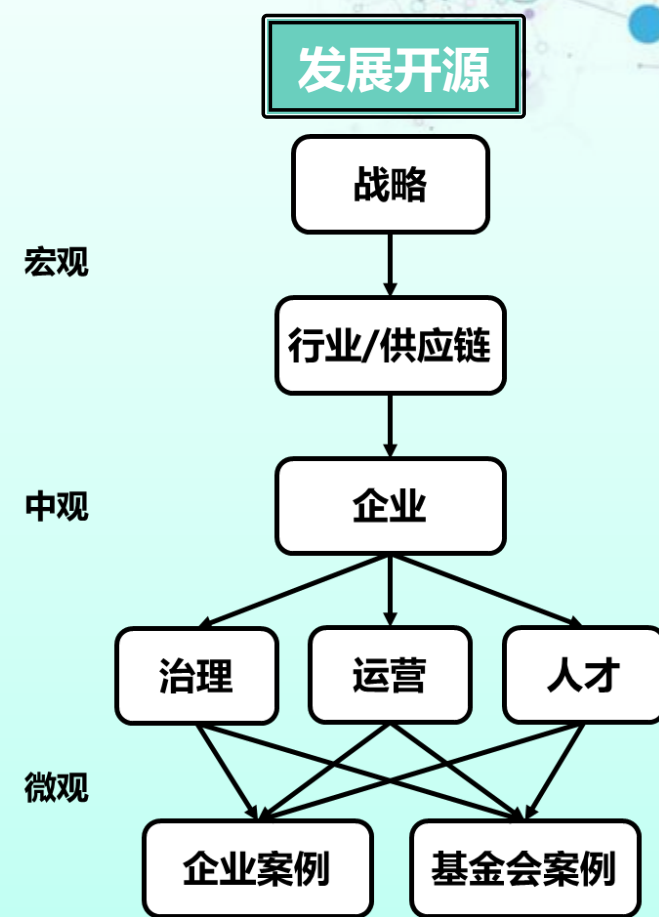 发展开源
战略
宏观
行业/供应链
中观
企业
治理
运营
人才
微观
企业案例
基金会案例